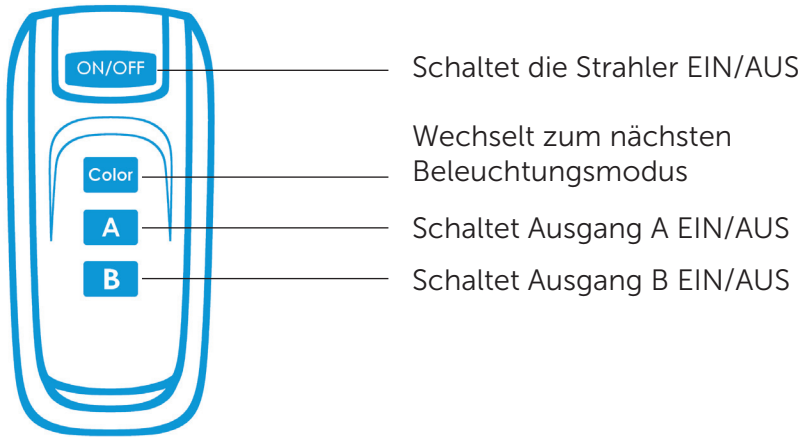 ON/OFF
Schaltet die Strahler EIN/AUS
Wechselt zum nächsten
Beleuchtungsmodus
Color
A
Schaltet Ausgang A EIN/AUS
B
Schaltet Ausgang B EIN/AUS